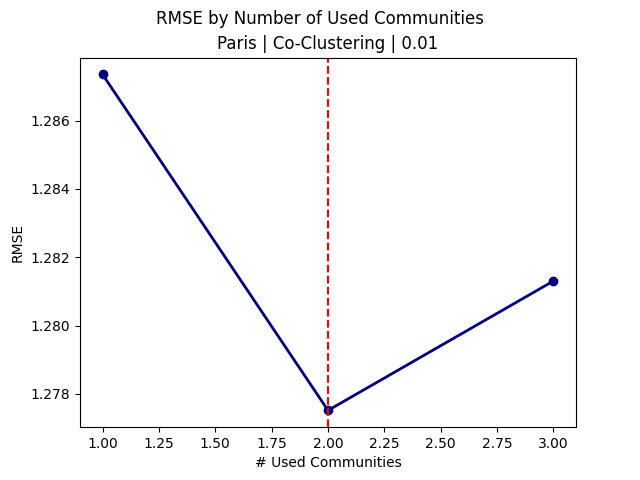 RMSE by Number of Used Communities
Paris | Co-Clustering | 0.01
1.286
1.284
1.282
1.280
1.278
RMSE
1.00 1.25 1.50 1.75 2.00 2.25 2.50 2.75 3.00
# Used Communities